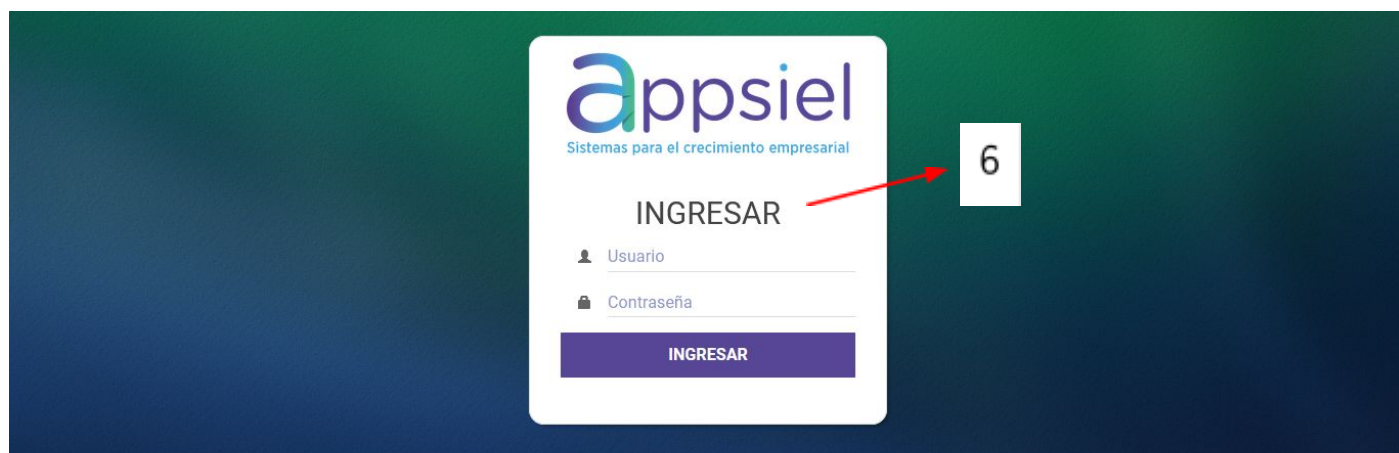 appsiel
Sistemas para el crecimiento empresarial
6
INGRESAR
Usuario
Contraseña
INGRESAR